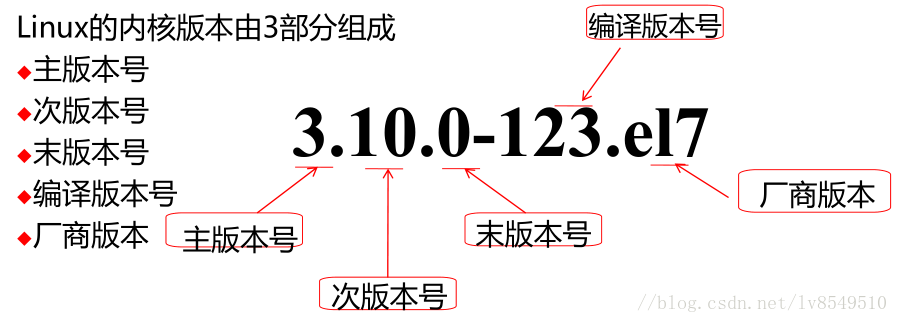 Linux的内核版本由3部分组成
◆主版本号
◆次版本号
◆末版本号
◆编译版本号
◆厂商版本
编译版本号
3.10.0-123.el7
厂商版本
主版本号
末版本号
次版本号
//blog.csdn.net/lv8549510